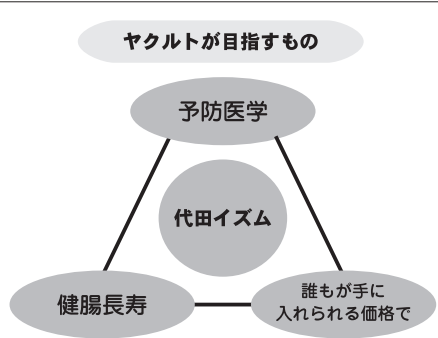 ヤクルトが目指すもの
予防医学
代田イズム
健腸長寿
誰もが手に
入れられる価格で